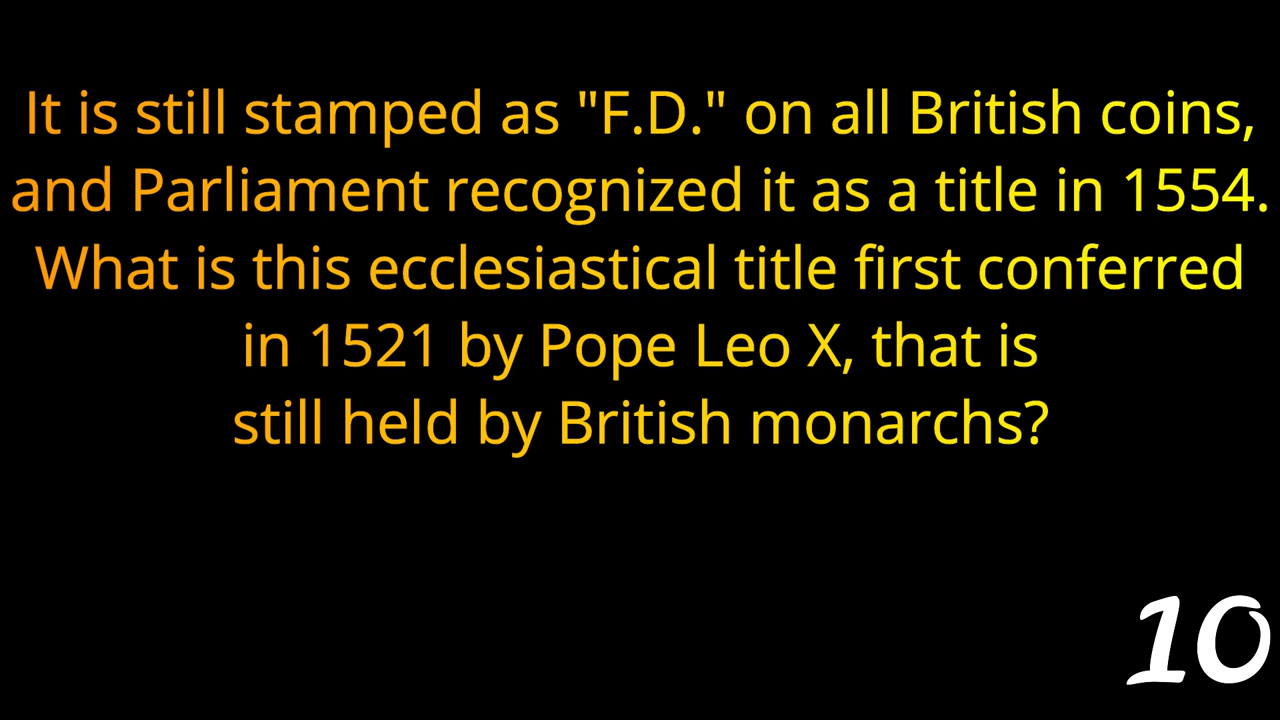 It is still stamped as "F.D." on all British coins,
and Parliament recognized it as a title in 1554.
What is this ecclesiastical title first conferred
in 1521 by Pope Leo X, that is
still held by British monarchs?
10